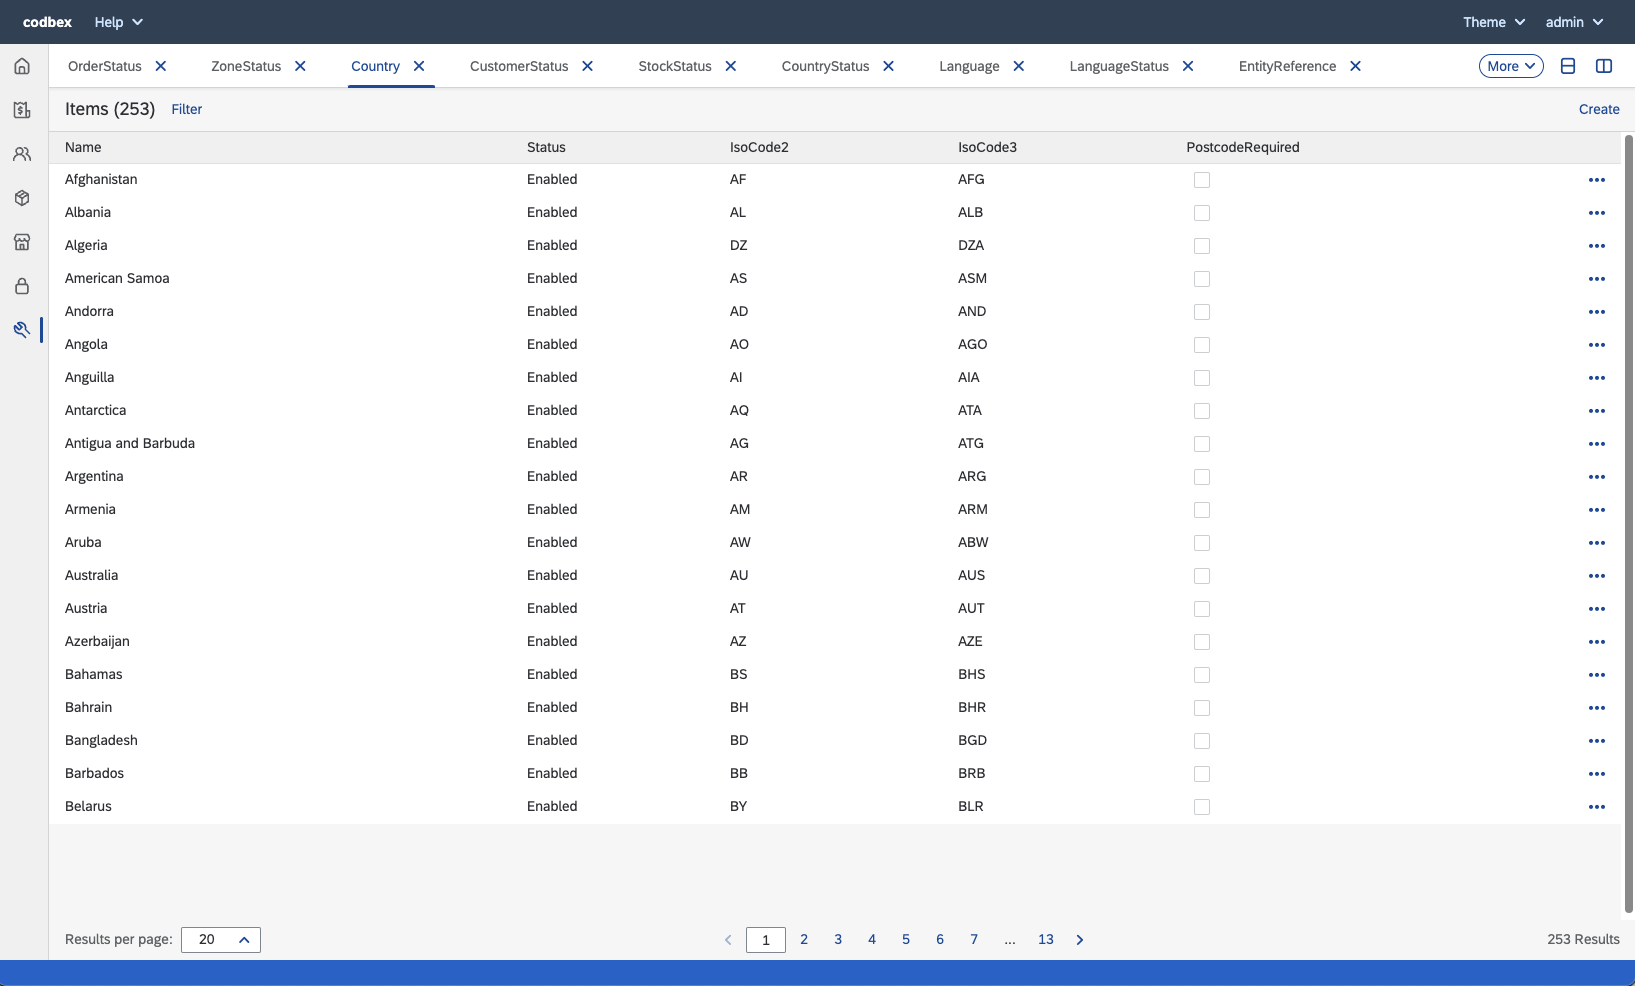 codbex Help Theme admin
OrderStatus ZoneStatus Country CustomerStatus StockStatus CountryStatus Language LanguageStatus EntityReference More
Items (253) Filter Create
Name Status IsoCode2 IsoCode3 PostcodeRequired
Afghanistan Enabled AF AFG
Albania Enabled AL ALB
Algeria Enabled DZ DZA
American Samoa Enabled AS ASM
Andorra Enabled AD AND
Angola Enabled AO AGO
Anguilla Enabled AI AIA
Antarctica Enabled AQ ATA
Antigua and Barbuda Enabled AG ATG
Argentina Enabled AR ARG
Armenia Enabled AM ARM
Aruba Enabled AW ABW
Australia Enabled AU AUS
Austria Enabled AT AUT
Azerbaijan Enabled AZ AZE
Bahamas Enabled BS BHS
Bahrain Enabled BH BHR
Bangladesh Enabled BD BGD
Barbados Enabled BB BRB
Belarus Enabled BY BLR
Results per page: 20 1 2 3 4 5 6 7 ... 13 253 Results